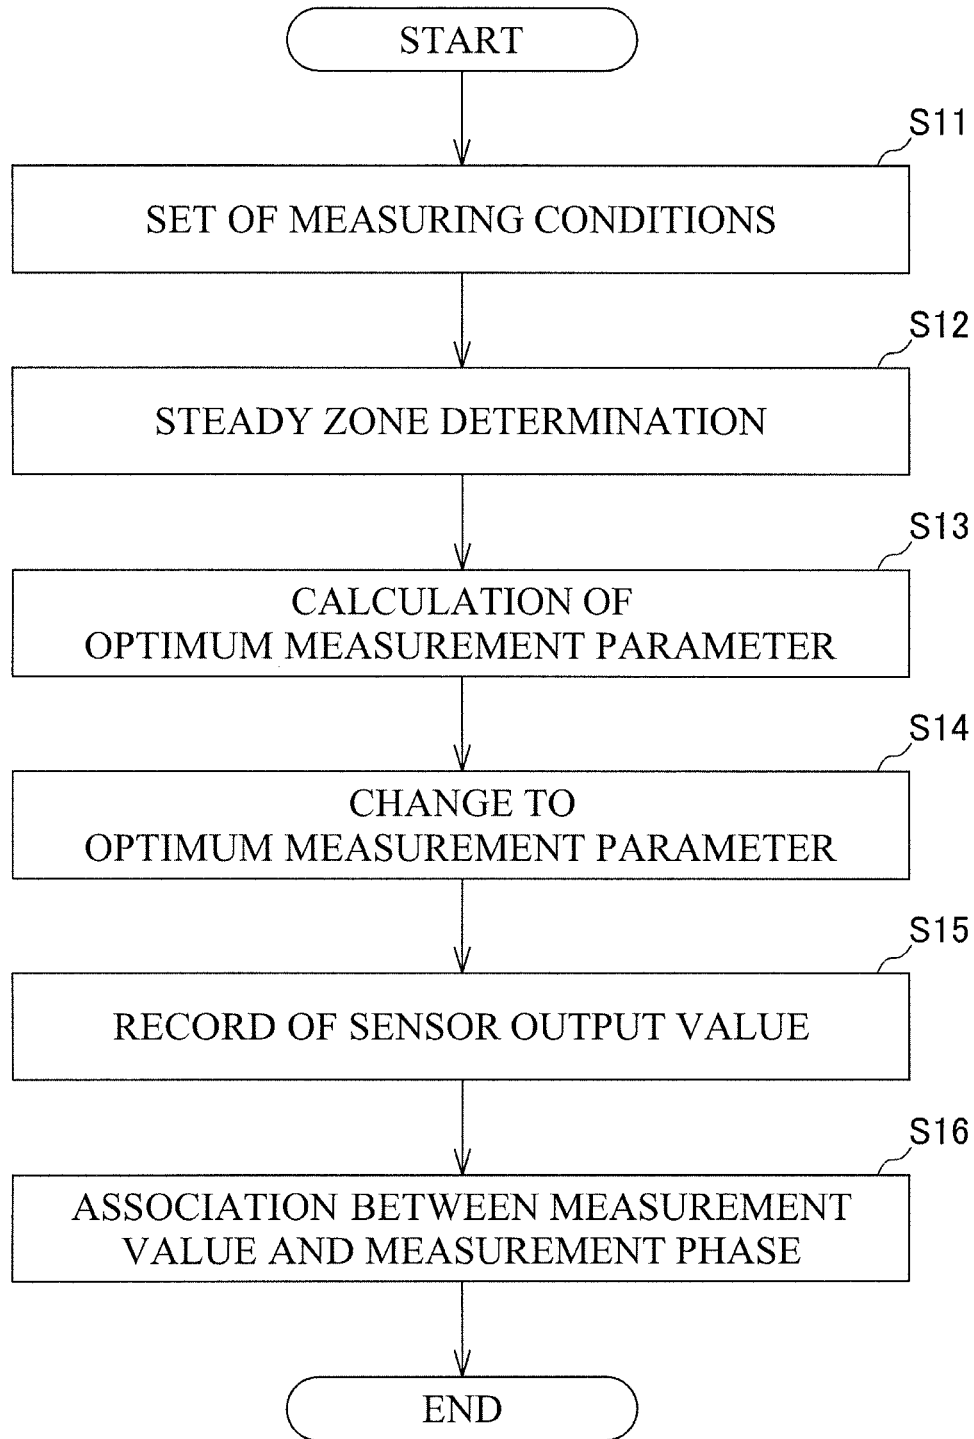 START
S11
SET OF MEASURING CONDITIONS
S12
STEADY ZONE DETERMINATION
S13
CALCULATION OF
OPTIMUM MEASUREMENT PARAMETER
S14
CHANGE TO
OPTIMUM MEASUREMENT PARAMETER
S15
RECORD OF SENSOR OUTPUT VALUE
S16
ASSOCIATION BETWEEN MEASUREMENT
VALUE AND MEASUREMENT PHASE
END